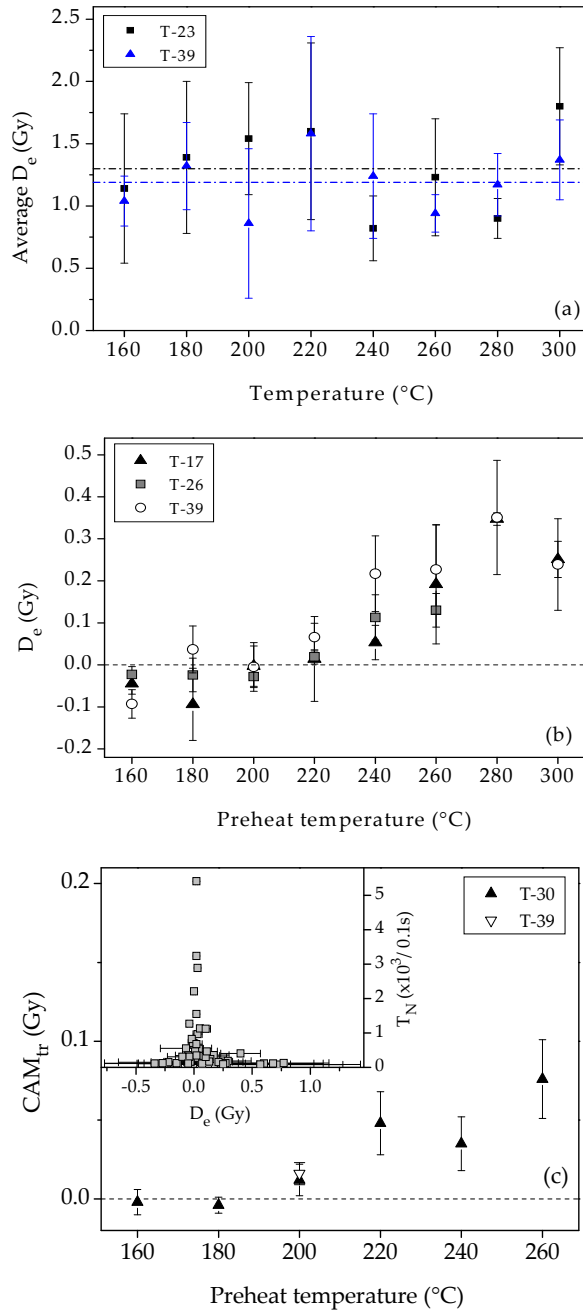 T-23
T-39
Average De (Gy)
2.5
2.0
1.5
1.0
0.5
0.0
(a)
160 180 200 220 240 260 280 300
Temperature (°C)
T-17
T-26
T-39
De (Gy)
0.5
0.4
0.3
0.2
0.1
0.0
-0.1
-0.2
(b)
160 180 200 220 240 260 280 300
Preheat temperature (°C)
T-30
T-39
CAMtr (Gy)
0.2
0.1
0.0
TN (x10³/0.1s)
5
4
3
2
1
0
-0.5 0.0 0.5 1.0
De (Gy)
(c)
160 180 200 220 240 260
Preheat temperature (°C)